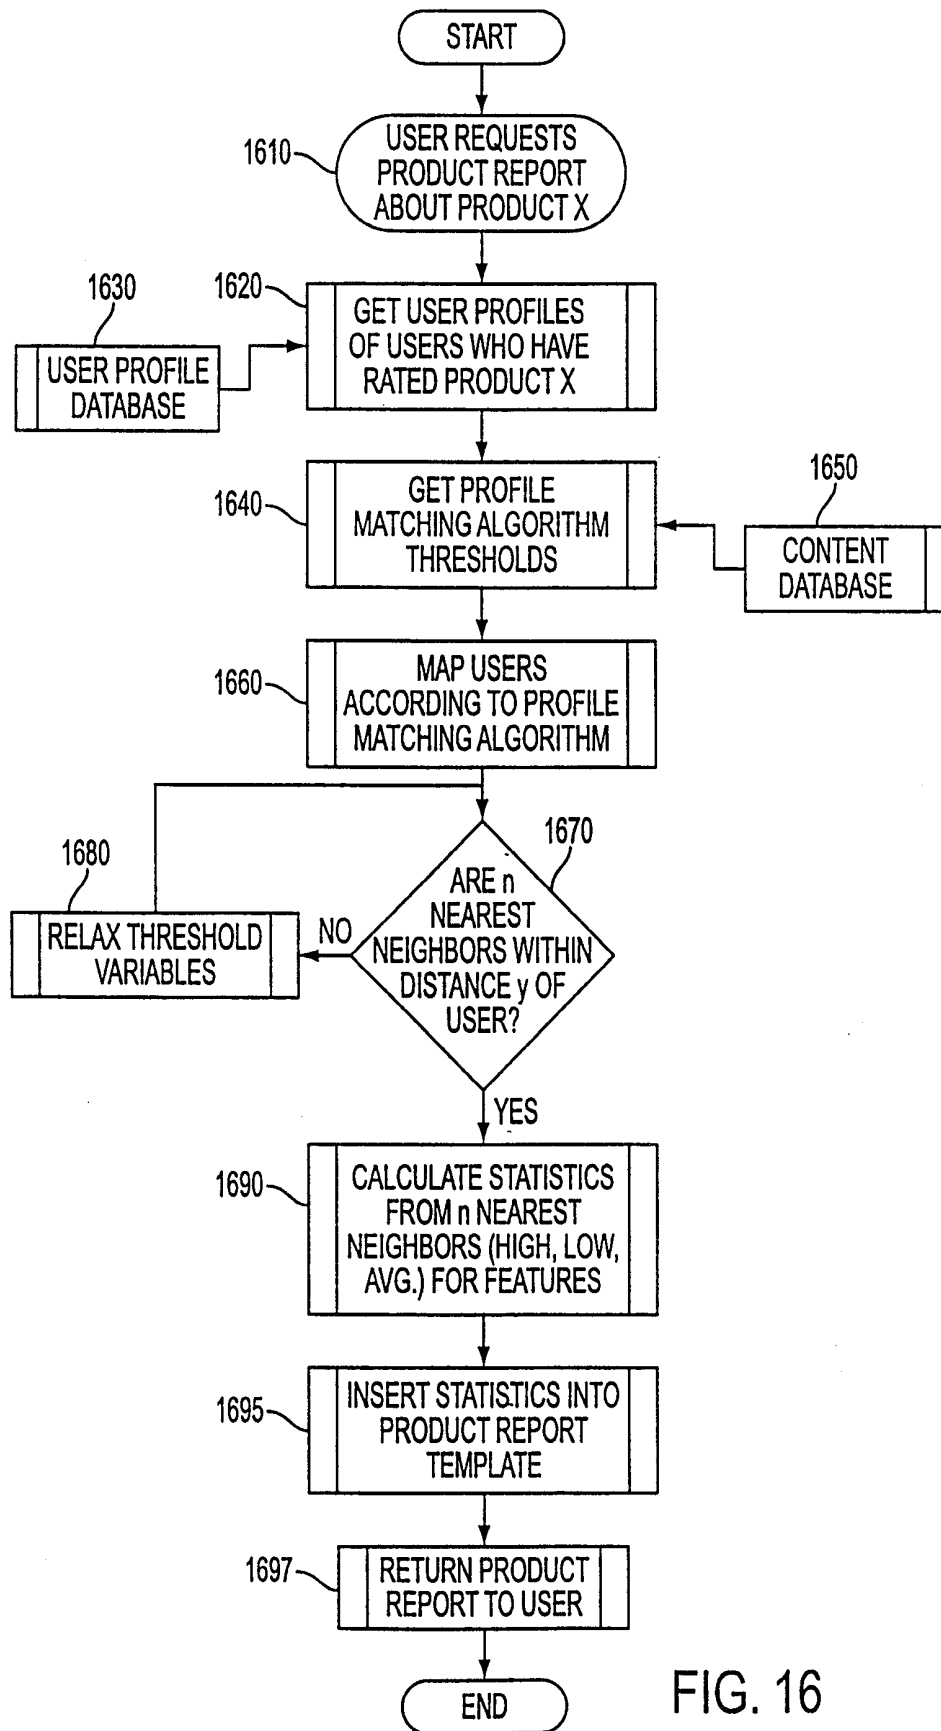 START
1610
USER REQUESTS
PRODUCT REPORT
ABOUT PRODUCT X
1630
USER PROFILE
DATABASE
1620
GET USER PROFILES
OF USERS WHO HAVE
RATED PRODUCT X
1640
GET PROFILE
MATCHING ALGORITHM
THRESHOLDS
1650
CONTENT
DATABASE
1660
MAP USERS
ACCORDING TO PROFILE
MATCHING ALGORITHM
1670
ARE n
NEAREST
NEIGHBORS WITHIN
DISTANCE y OF
USER?
NO
1680
RELAX THRESHOLD
VARIABLES
YES
1690
CALCULATE STATISTICS
FROM n NEAREST
NEIGHBORS (HIGH, LOW,
AVG.) FOR FEATURES
1695
INSERT STATISTICS INTO
PRODUCT REPORT
TEMPLATE
1697
RETURN PRODUCT
REPORT TO USER
END
FIG. 16